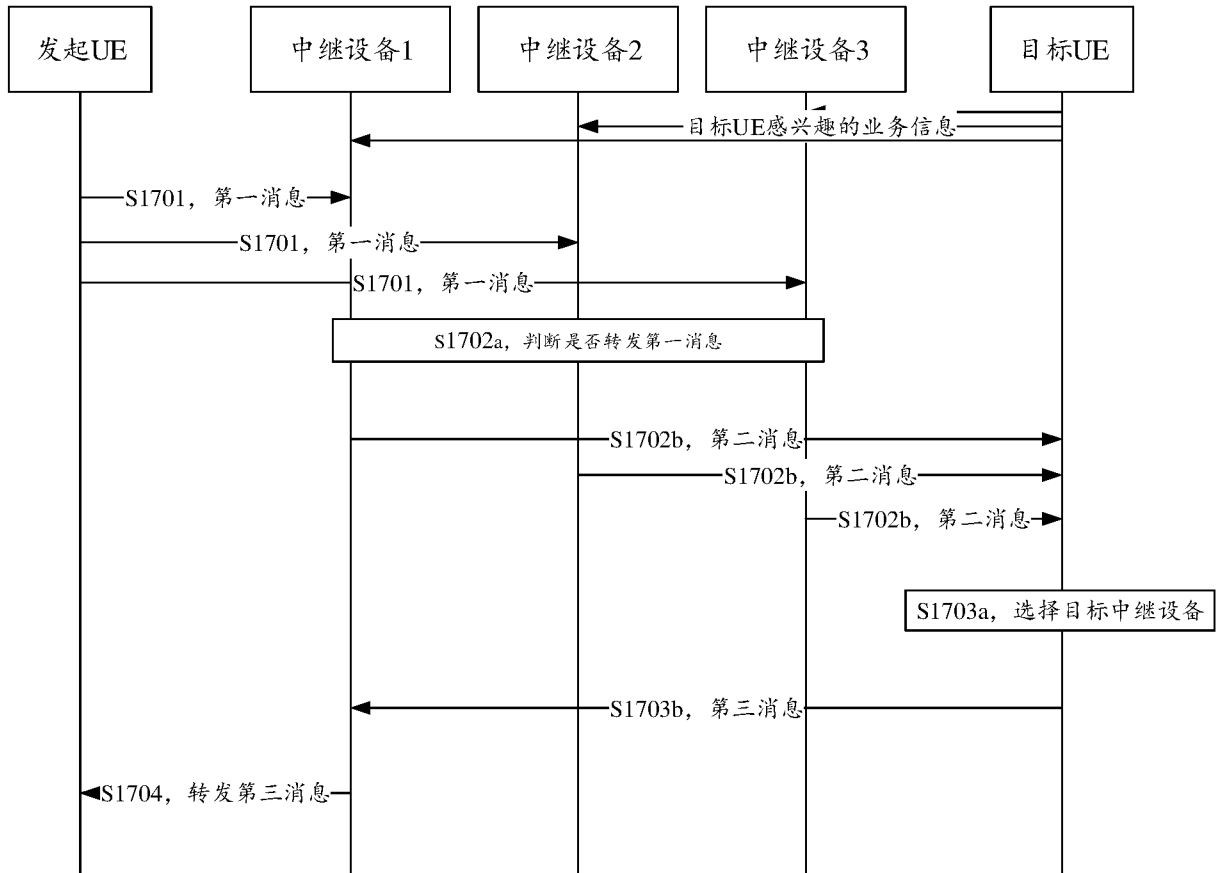 发起UE
中继设备1
中继设备2
中继设备3
目标UE
目标UE感兴趣的业务信息
S1701，第一消息
S1701，第一消息
S1701，第一消息
S1702a，判断是否转发第一消息
S1702b，第二消息
S1702b，第二消息
S1702b，第二消息
S1703a，选择目标中继设备
S1703b，第三消息
S1704，转发第三消息